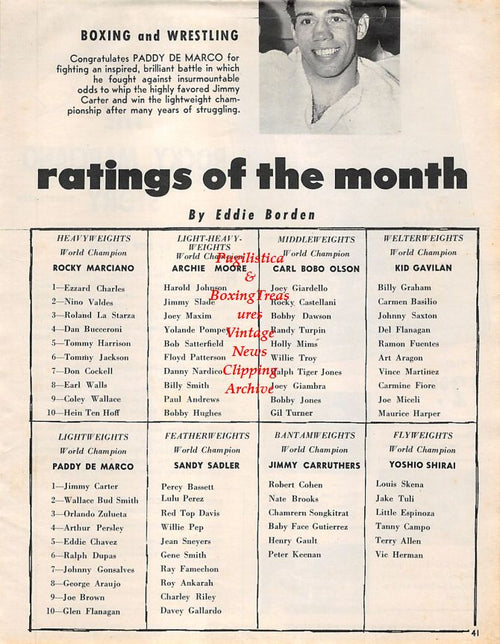 BOXING and WRESTLING
Congratulates PADDY DE MARCO for
fighting an inspired, brilliant battle in which
he fought against insurmountable
odds to whip the highly favored Jimmy
Carter and win the lightweight cham-
pionship after many years of struggling.
ratings of the month
By Eddie Borden
HEAVYWEIGHTS
World Champion
ROCKY MARCIANO
1—Ezzard Charles
2—Nino Valdes
3—Roland La Starza
4—Dan Bucceroni
5—Tommy Harrison
6—Tommy Jackson
7—Don Cockell
8—Earl Walls
9—Coley Wallace
10—Hein Ten Hoff
LIGHT-HEAVY-
WEIGHTS
World Champion
ARCHIE MOORE
Harold Johnson
Jimmy Slade
Joey Maxim
Yolande Pompey
Bob Satterfield
Floyd Patterson
Danny Nardico
Billy Smith
Paul Andrews
Bobby Hughes
MIDDLEWEIGHTS
World Champion
CARL BOBO OLSON
Joey Giardello
Rocky Castellani
Bobby Dawson
Randy Turpin
Holly Mims
Willie Troy
Ralph Tiger Jones
Joey Giambra
Bobby Jones
Gil Turner
WELTERWEIGHTS
World Champion
KID GAVILAN
Billy Graham
Carmen Basilio
Johnny Saxton
Del Flanagan
Ramon Fuentes
Art Aragon
Vince Martinez
Carmine Fiore
Joe Miceli
Maurice Harper
Pugilistica
&
BoxingTreas
ures
Vintage
News
Clipping
Archive
LIGHTWEIGHTS
World Champion
PADDY DE MARCO
1—Jimmy Carter
2—Wallace Bud Smith
3—Orlando Zulueta
4—Arthur Persley
5—Eddie Chavez
6—Ralph Dupas
7—Johnny Gonsalves
8—George Araujo
9—Joe Brown
10—Glen Flanagan
FEATHERWEIGHTS
World Champion
SANDY SADLER
Percy Bassett
Lulu Perez
Red Top Davis
Willie Pep
Jean Sneyers
Gene Smith
Ray Famechon
Roy Ankarah
Charley Riley
Davey Gallardo
BANTAMWEIGHTS
World Champion
JIMMY CARRUTHERS
Robert Cohen
Nate Brooks
Chamrern Songkitrat
Baby Face Gutierrez
Henry Gault
Peter Keenan
FLYWEIGHTS
World Champion
YOSHIO SHIRAI
Louis Skena
Jake Tuli
Little Espinoza
Tanny Campo
Terry Allen
Vic Herman
41